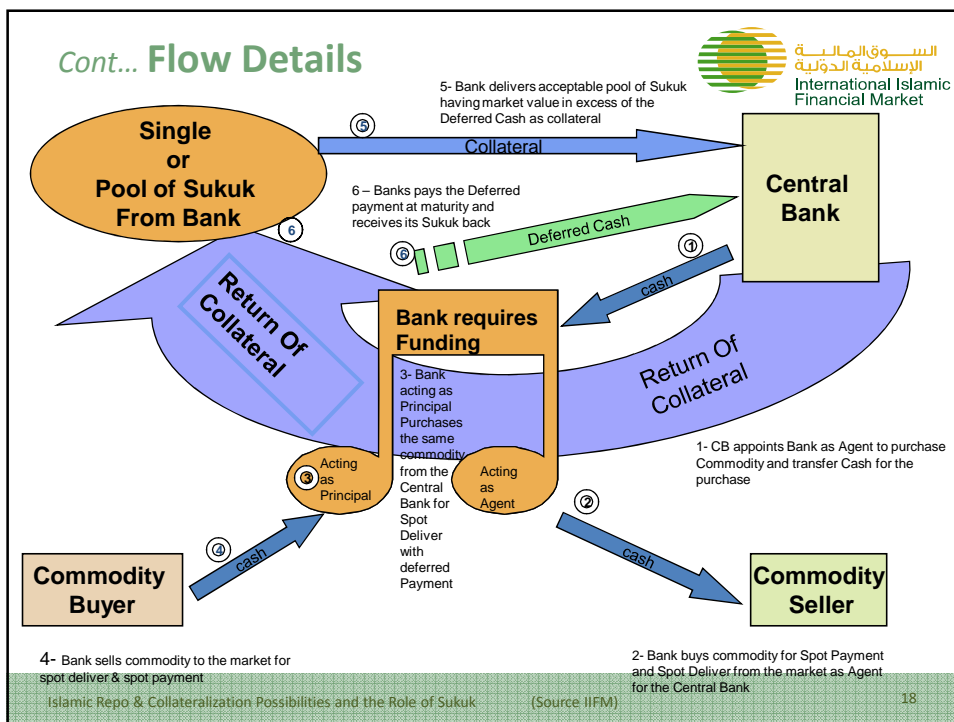 Cont... Flow Details
الســــوق المالـــيــة
الإسلامية الدولية
International Islamic
Financial Market
5- Bank delivers acceptable pool of Sukuk
having market value in excess of the
Deferred Cash as collateral
Single
or
Pool of Sukuk
From Bank
5
Collateral
Central
Bank
6 – Banks pays the Deferred
payment at maturity and
receives its Sukuk back
6
6
Deferred Cash
1
cash
Return Of
Collateral
Bank requires
Funding
Return Of
Collateral
3- Bank
acting as
Principal
Purchases
the same
commodity
from the
Central
Bank for
Spot
Deliver
with
deferred
Payment
3
Acting
as
Principal
Acting
as
Agent
1- CB appoints Bank as Agent to purchase
Commodity and transfer Cash for the
purchase
4
cash
2
cash
Commodity
Buyer
Commodity
Seller
4- Bank sells commodity to the market for
spot deliver & spot payment
2- Bank buys commodity for Spot Payment
and Spot Deliver from the market as Agent
for the Central Bank
Islamic Repo & Collateralization Possibilities and the Role of Sukuk (Source IIFM) 18